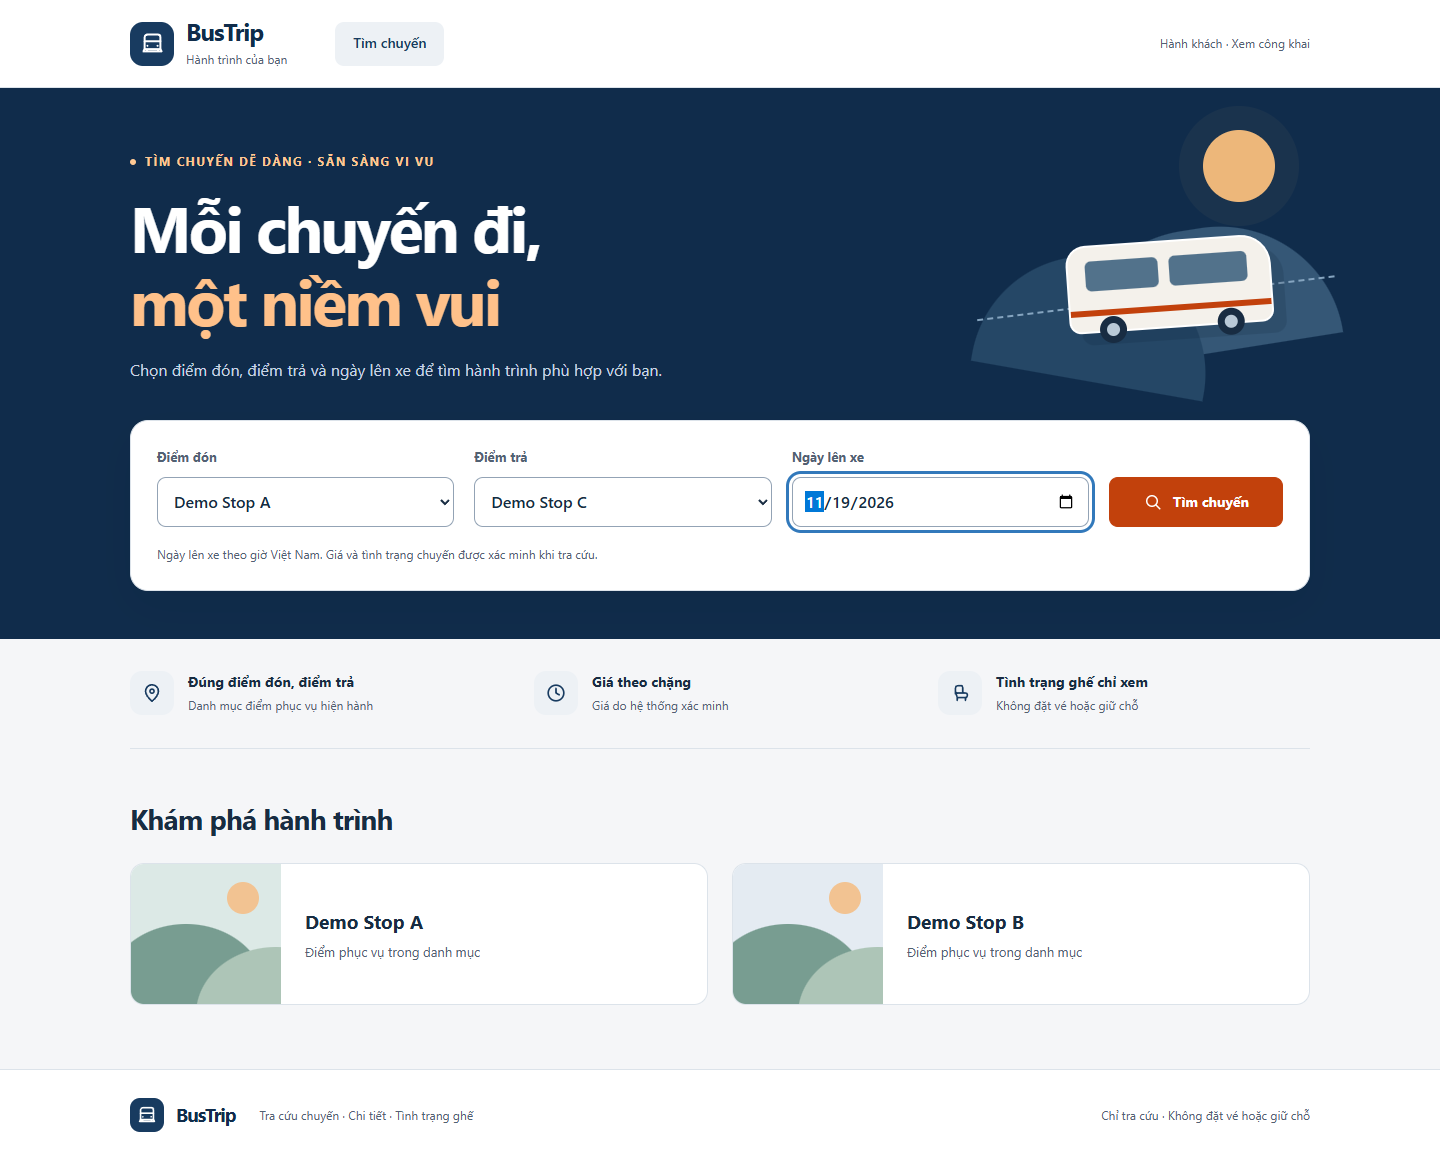 BusTrip
Hành trình của bạn
Tìm chuyến
Hành khách · Xem công khai
TÌM CHUYẾN DỄ DÀNG · SẴN SÀNG VI VU
Mỗi chuyến đi,
một niềm vui
Chọn điểm đón, điểm trả và ngày lên xe để tìm hành trình phù hợp với bạn.
Điểm đón
Điểm trả
Ngày lên xe
Demo Stop A
Demo Stop C
11/19/2026
Tìm chuyến
Ngày lên xe theo giờ Việt Nam. Giá và tình trạng chuyến được xác minh khi tra cứu.
Đúng điểm đón, điểm trả
Danh mục điểm phục vụ hiện hành
Giá theo chặng
Giá do hệ thống xác minh
Tình trạng ghế chỉ xem
Không đặt vé hoặc giữ chỗ
Khám phá hành trình
Demo Stop A
Điểm phục vụ trong danh mục
Demo Stop B
Điểm phục vụ trong danh mục
BusTrip
Tra cứu chuyến · Chi tiết · Tình trạng ghế
Chỉ tra cứu · Không đặt vé hoặc giữ chỗ